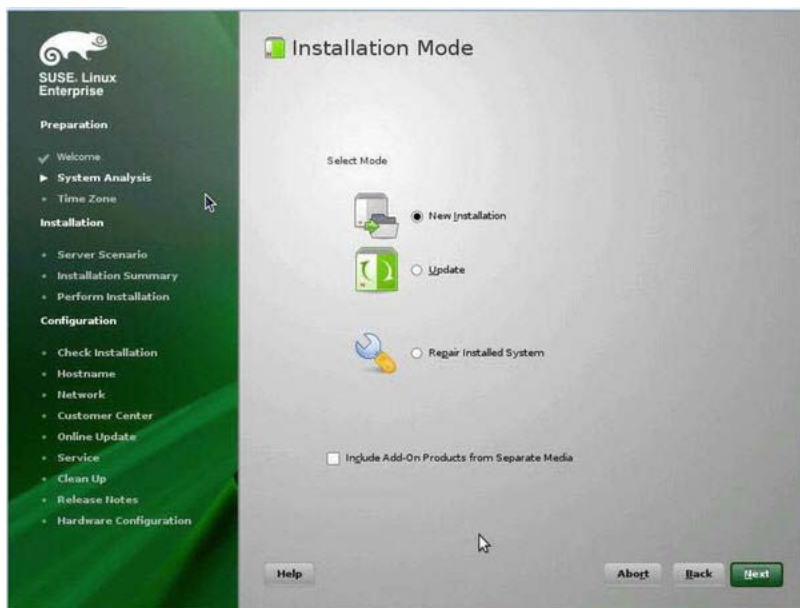 SUSE. Linux
Enterprise
Preparation
Welcome
System Analysis
Time Zone
Installation
Server Scenario
Installation Summary
Perform Installation
Configuration
Check Installation
Hostname
Network
Customer Center
Online Update
Service
Clean Up
Release Notes
Hardware Configuration
Installation Mode
Select Mode
New Installation
Update
Repair Installed System
Include Add-On Products from Separate Media
Help
Abort
Back
Next